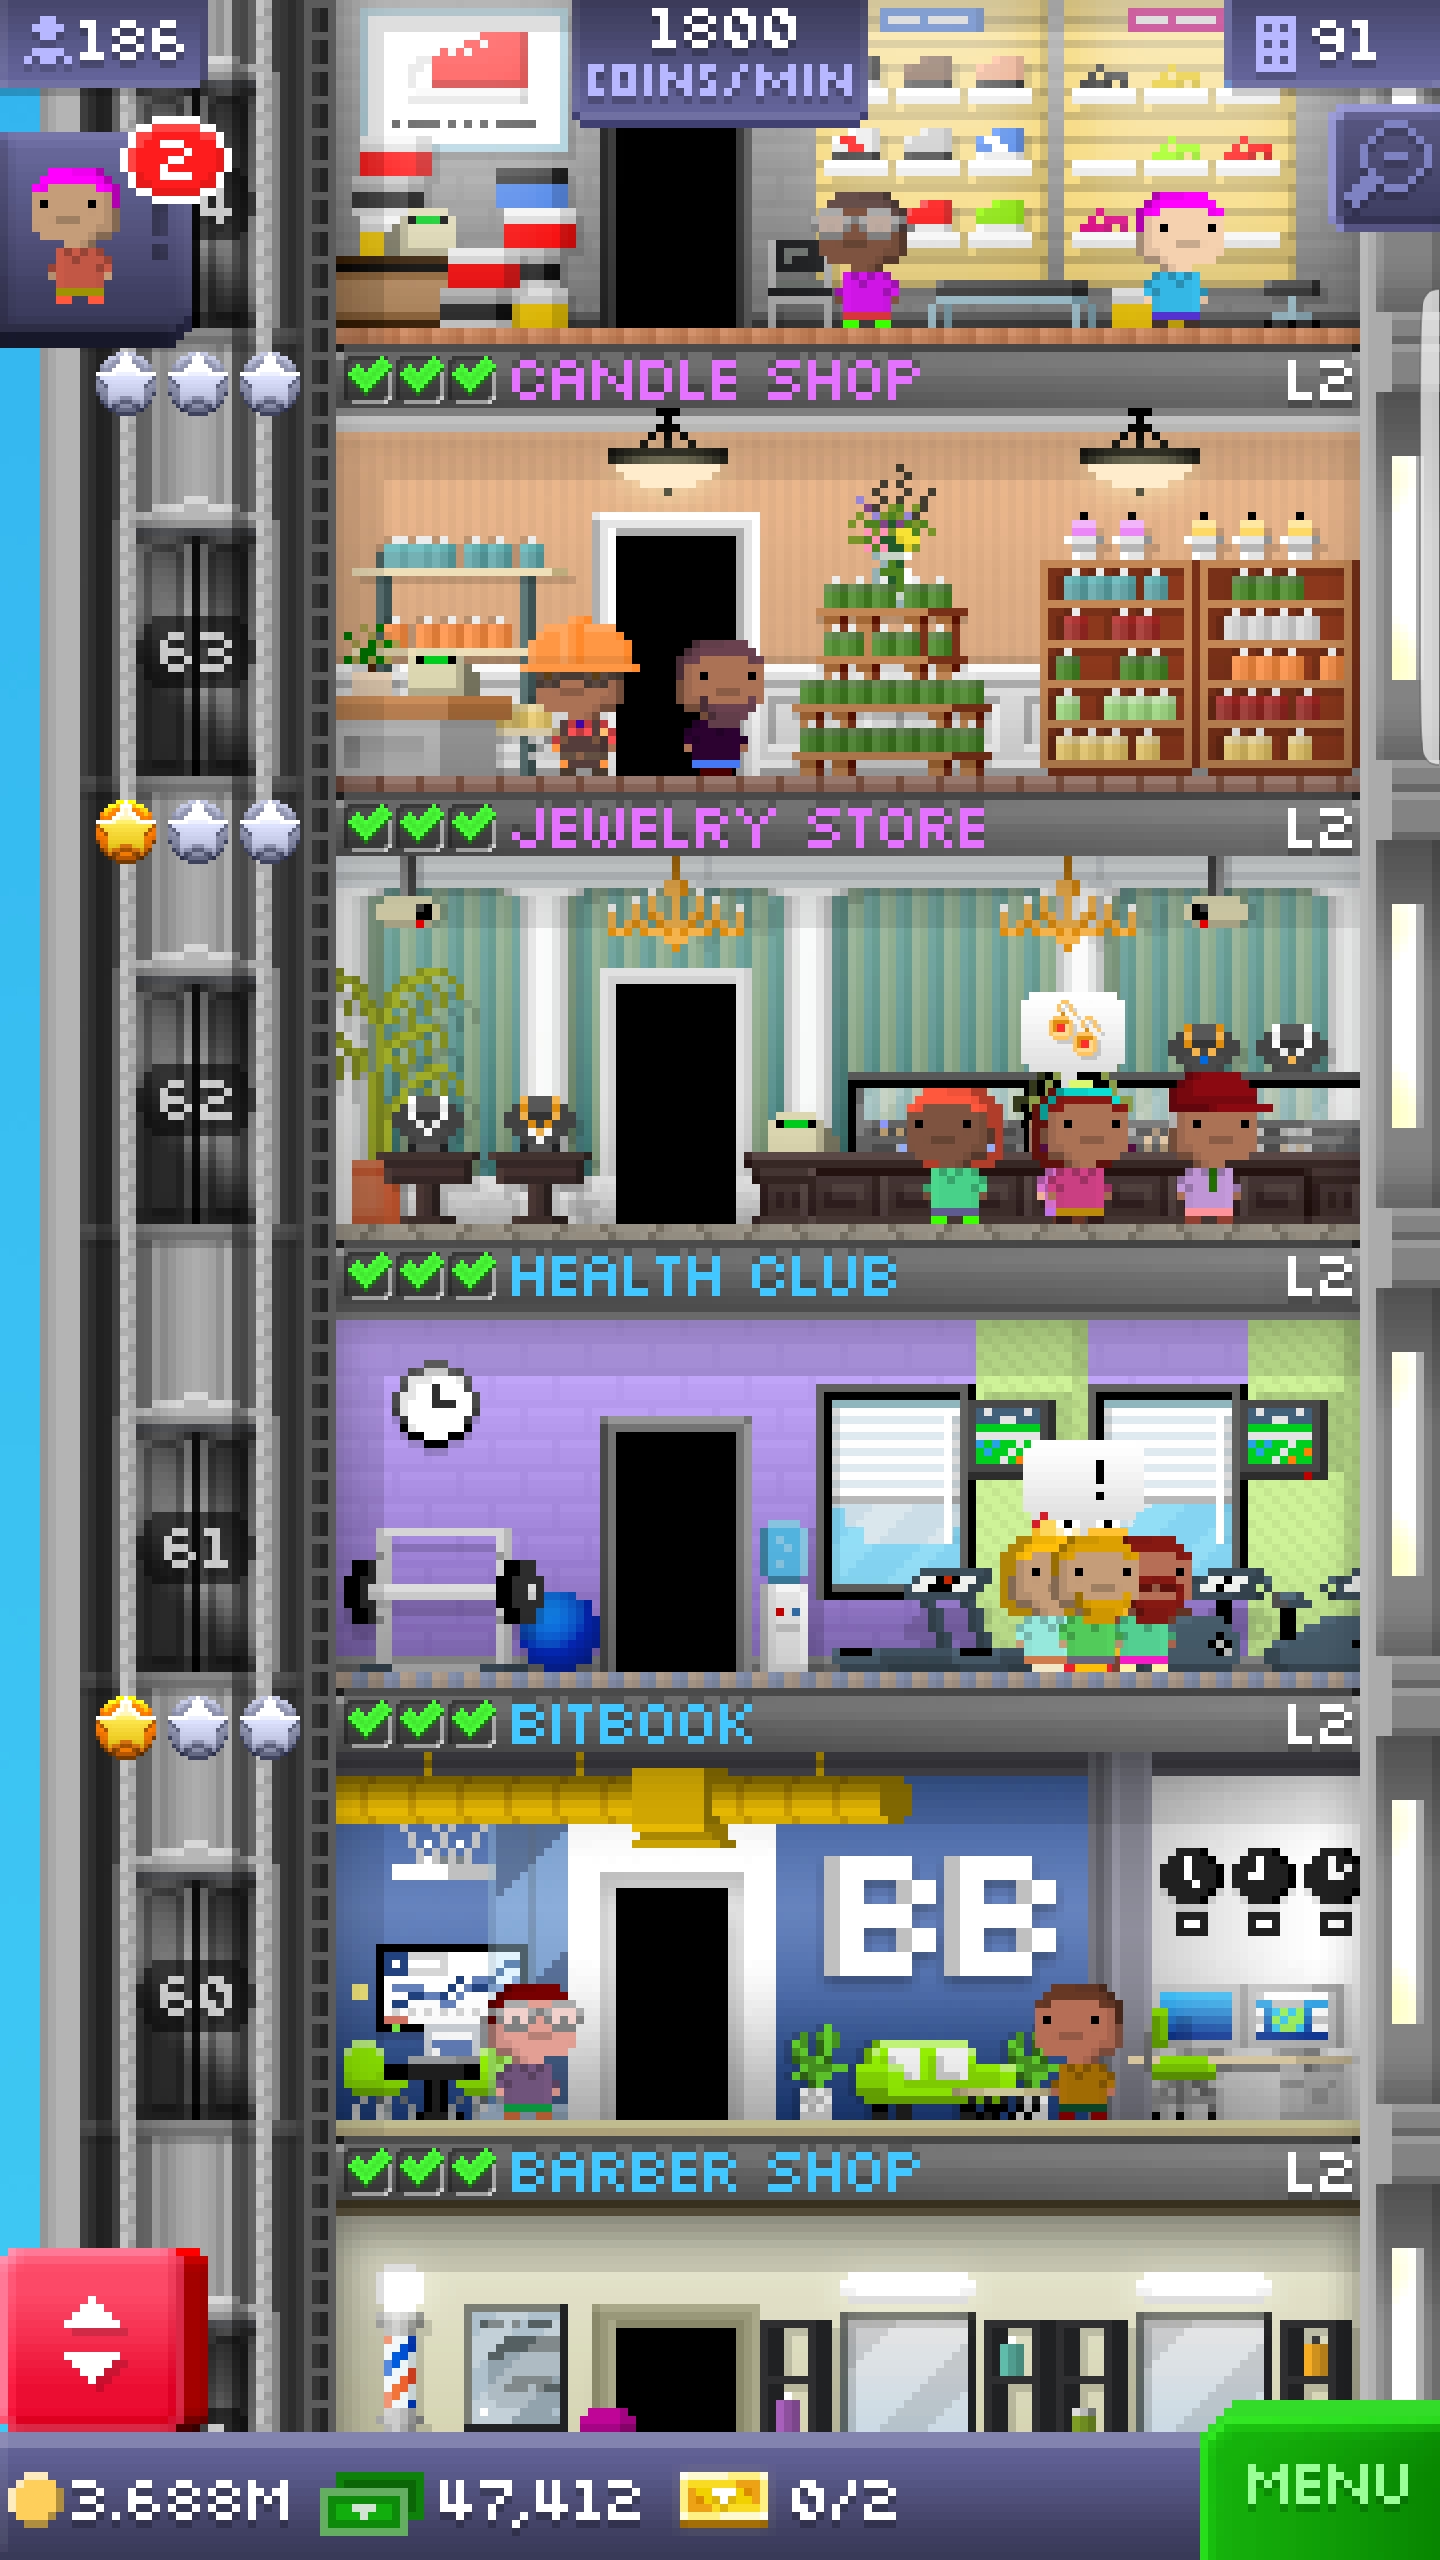 186
1800
COINS/MIN
91
2
4
CANDLE SHOP L2
63
JEWELRY STORE L2
62
HEALTH CLUB L2
!
61
BITBOOK L2
BB
60
BARBER SHOP L2
3.688M 47,412 0/2
MENU